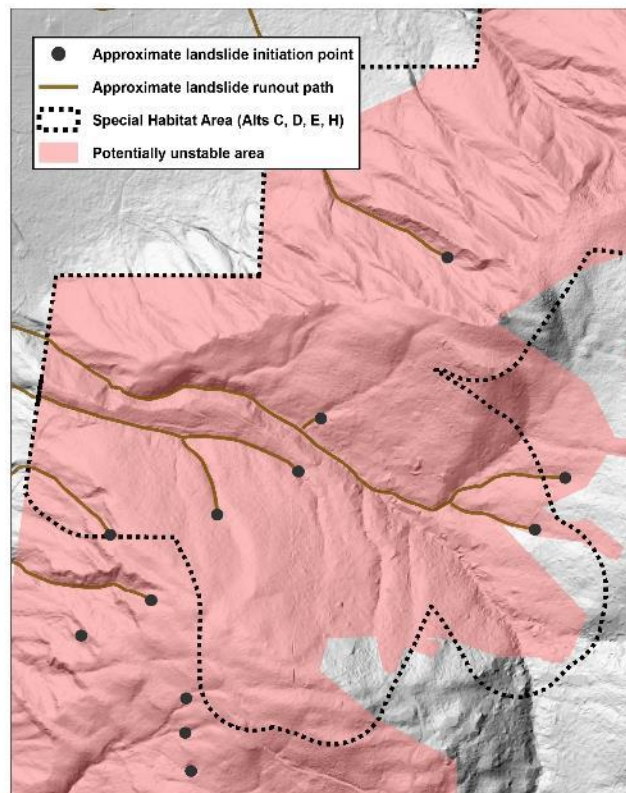 Approximate landslide initiation point
Approximate landslide runout path
Special Habitat Area (Alts C, D, E, H)
Potentially unstable area